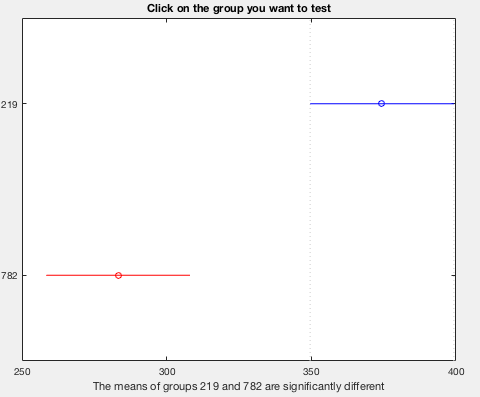 Click on the group you want to test
219
782
250 300 350 400
The means of groups 219 and 782 are significantly different